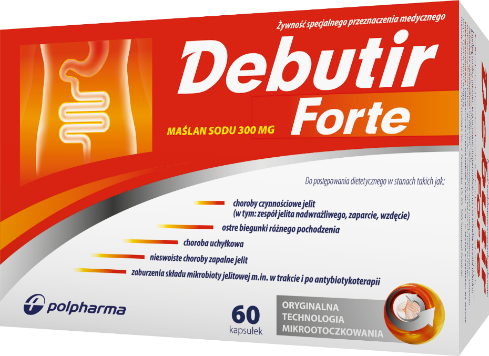 Żywność specjalnego przeznaczenia medycznego
Debutir
Forte
MAŚLAN SODU 300 MG
Do postępowania dietetycznego w stanach takich jak:
choroby czynnościowe jelit
(w tym: zespół jelita nadwrażliwego, zaparcie, wzdęcie)
ostre biegunki różnego pochodzenia
choroba uchyłkowa
nieswoiste choroby zapalne jelit
zaburzenia składu mikrobioty jelitowej m.in. w trakcie i po antybiotykoterapii
polpharma
60
kapsułek
ORYGINALNA
TECHNOLOGIA
MIKROOTOCZKOWANIA
Debutir
Forte